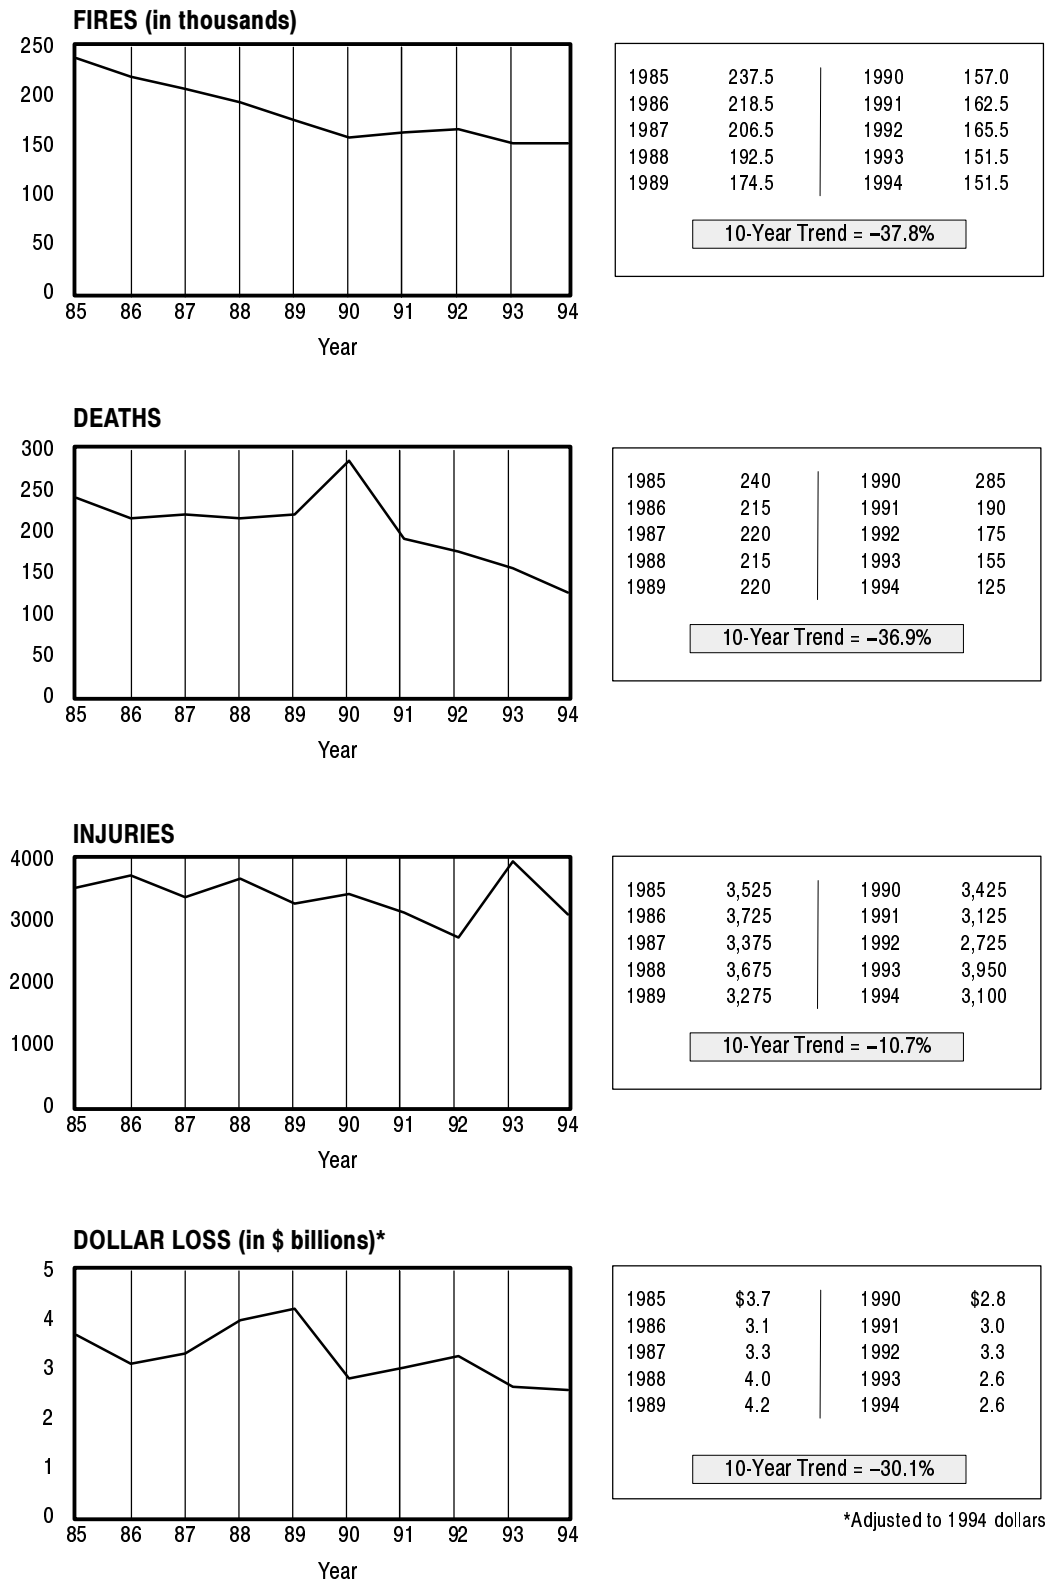 FIRES (in thousands)
250
200
150
100
50
0
85 86 87 88 89 90 91 92 93 94
Year
1985 237.5 1990 157.0
1986 218.5 1991 162.5
1987 206.5 1992 165.5
1988 192.5 1993 151.5
1989 174.5 1994 151.5
10-Year Trend = –37.8%
DEATHS
300
250
200
150
100
50
0
85 86 87 88 89 90 91 92 93 94
Year
1985 240 1990 285
1986 215 1991 190
1987 220 1992 175
1988 215 1993 155
1989 220 1994 125
10-Year Trend = –36.9%
INJURIES
4000
3000
2000
1000
0
85 86 87 88 89 90 91 92 93 94
Year
1985 3,525 1990 3,425
1986 3,725 1991 3,125
1987 3,375 1992 2,725
1988 3,675 1993 3,950
1989 3,275 1994 3,100
10-Year Trend = –10.7%
DOLLAR LOSS (in $ billions)*
5
4
3
2
1
0
85 86 87 88 89 90 91 92 93 94
Year
1985 $3.7 1990 $2.8
1986 3.1 1991 3.0
1987 3.3 1992 3.3
1988 4.0 1993 2.6
1989 4.2 1994 2.6
10-Year Trend = –30.1%
*Adjusted to 1994 dollars